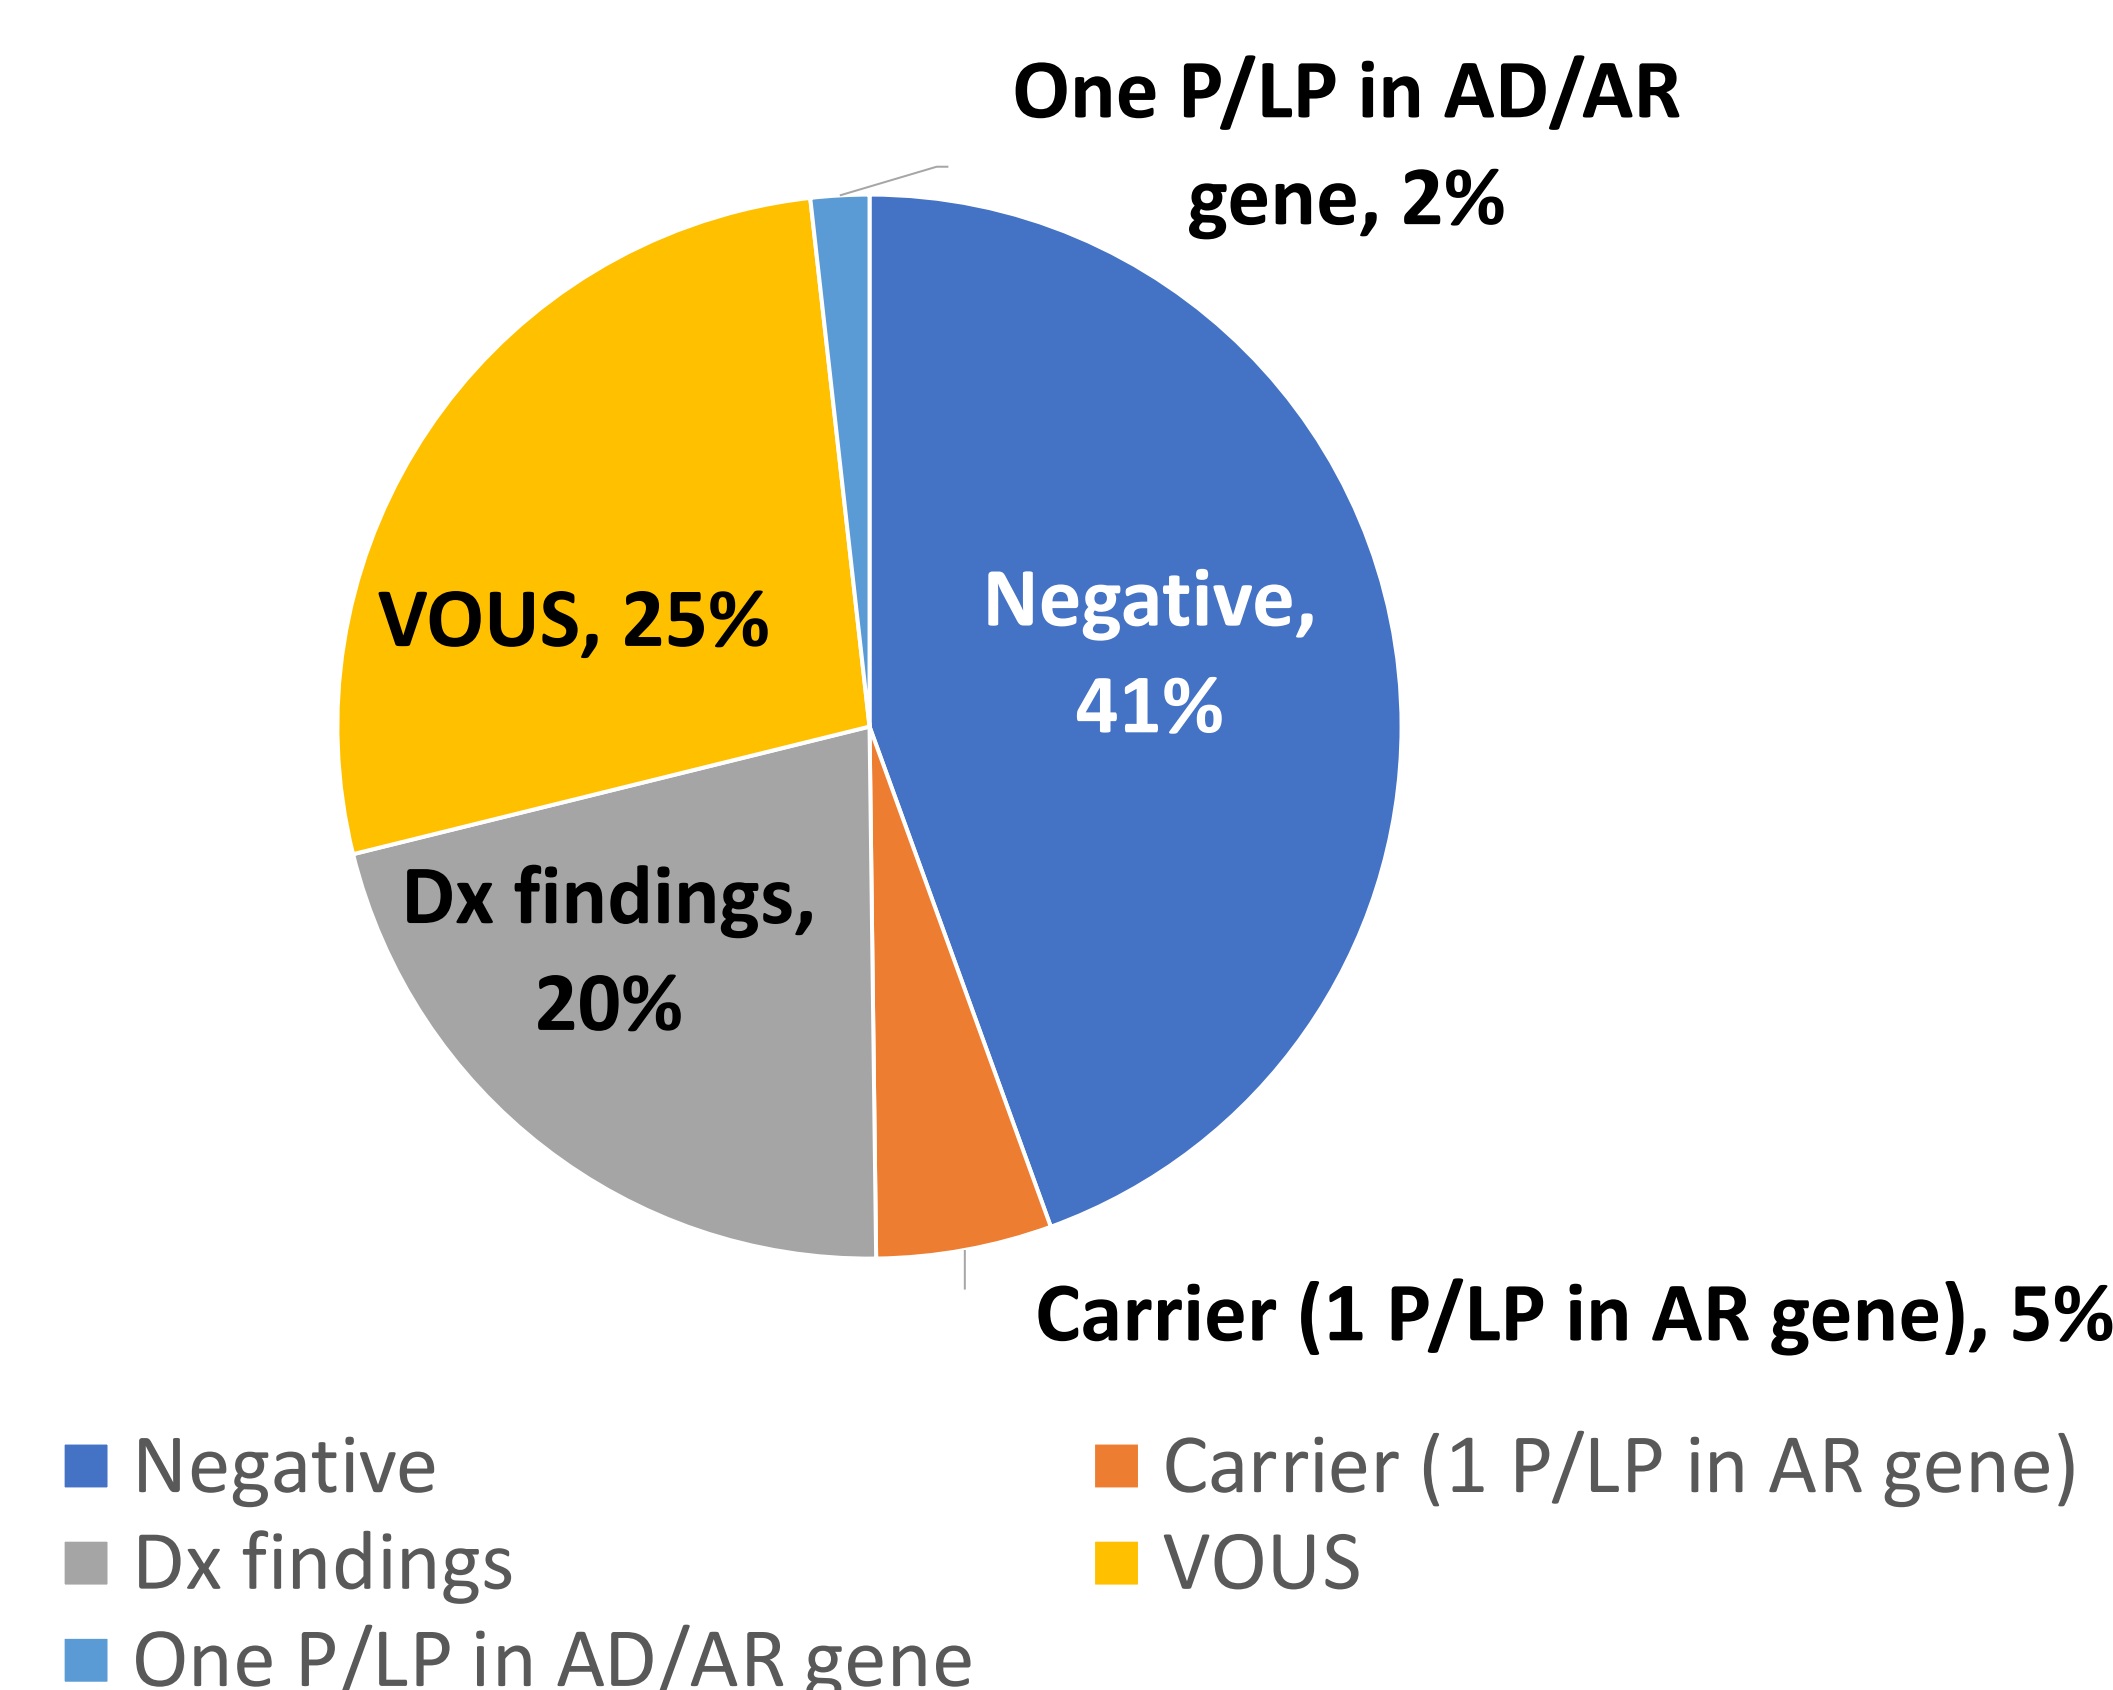 One P/LP in AD/AR
gene, 2%
Negative,
41%
VOUS, 25%
Dx findings,
20%
Carrier (1 P/LP in AR gene), 5%
Negative
Carrier (1 P/LP in AR gene)
Dx findings
VOUS
One P/LP in AD/AR gene